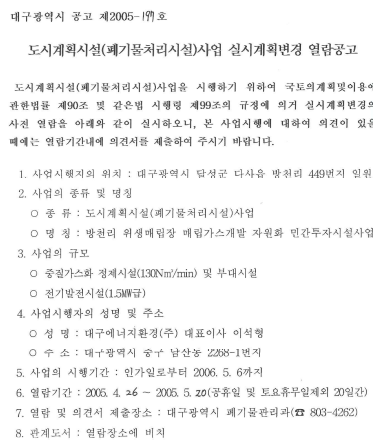 대구광역시 공고 제2005-191호
도시계획시설(폐기물처리시설)사업 실시계획변경 열람공고
도시계획시설(폐기물처리시설)사업을 시행하기 위하여 국토의계획및이용에
관한법률 제90조 및 같은법 시행령 제99조의 규정에 의거 실시계획변경의
사전 열람을 아래와 같이 실시하오니, 본 사업시행에 대하여 의견이 있을
때에는 열람기간내에 의견서를 제출하여 주시기 바랍니다.
1. 사업시행지의 위치 : 대구광역시 달성군 다사읍 방천리 449번지 일원
2. 사업의 종류 및 명칭
○ 종 류 : 도시계획시설(폐기물처리시설)사업
○ 명 칭 : 방천리 위생매립장 매립가스개발 자원화 민간투자시설사업
3. 사업의 규모
○ 중질가스화 정제시설(130N㎥/min) 및 부대시설
○ 전기발전시설(1.5MW급)
4. 사업시행자의 성명 및 주소
○ 성 명 : 대구에너지환경(주) 대표이사 이석형
○ 주 소 : 대구광역시 중구 남산동 2268-1번지
5. 사업의 시행기간 : 인가일로부터 2006. 5. 6까지
6. 열람기간 : 2005. 4. 26 ~ 2005. 5. 20(공휴일 및 토요휴무일제외 20일간)
7. 열람 및 의견서 제출장소 : 대구광역시 폐기물관리과(☎ 803-4262)
8. 관계도서 : 열람장소에 비치